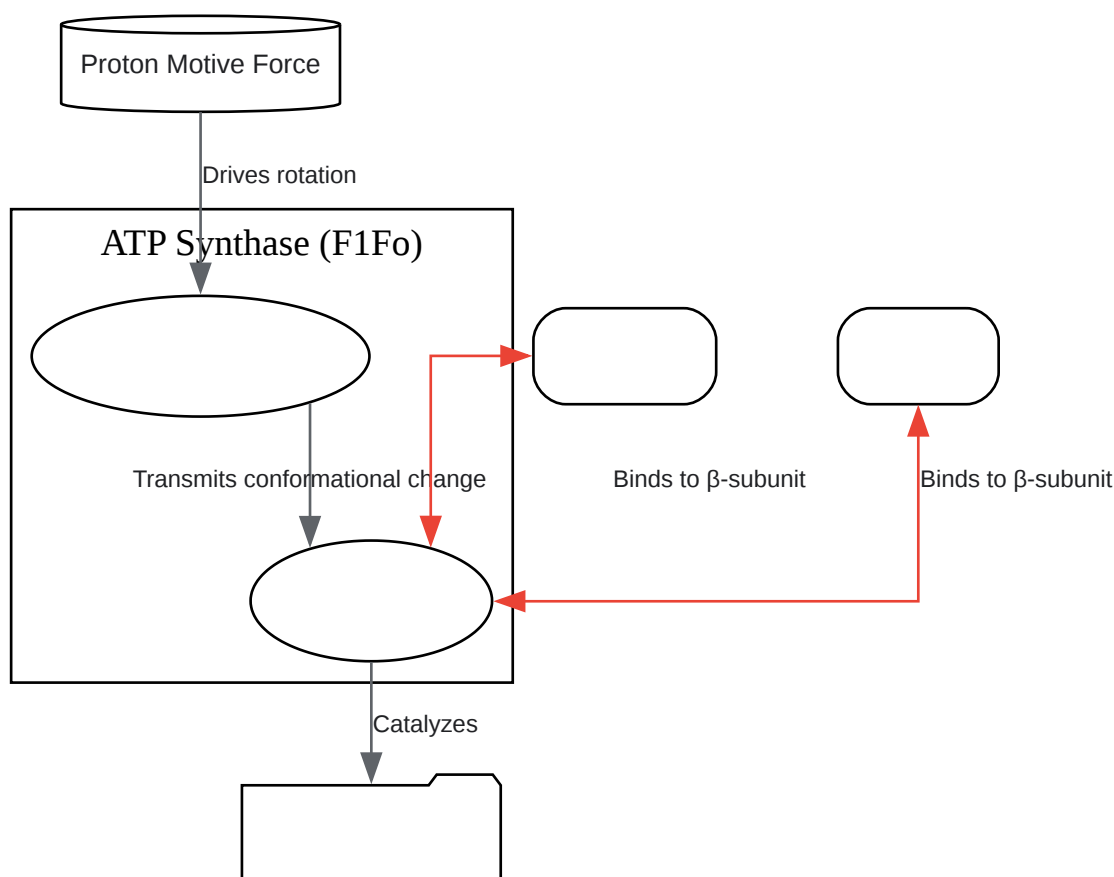 Proton Motive Force
Drives rotation
ATP Synthase (F1Fo)
Transmits conformational change
Binds to β-subunit
Binds to β-subunit
Catalyzes